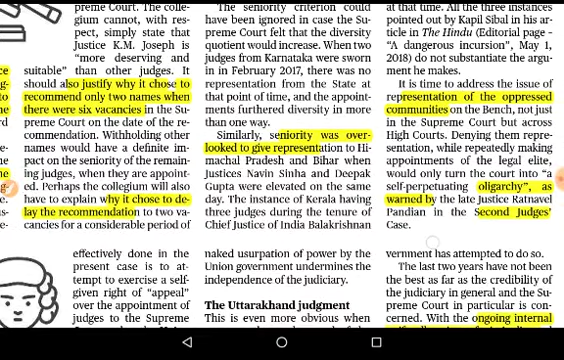 preme Court. The colle-
gium cannot, with res-
pect, simply state that
Justice K.M. Joseph is
"more deserving and
suitable" than other judges. It
should also justify why it chose to
recommend only two names when
there were six vacancies in the Su-
preme Court on the date of the re-
commendation. Withholding other
names would have a definite im-
pact on the seniority of the remain-
ing judges, when they are appoint-
ed. Perhaps the collegium will also
have to explain why it chose to de-
lay the recommendation to two va-
cancies for a considerable period of
effectively done in the
present case is to at-
tempt to exercise a self-
given right of "appeal"
over the appointment of
judges to the Supreme
The seniority criterion could
have been ignored in case the Su-
preme Court felt that the diversity
quotient would increase. When two
judges from Karnataka were sworn
in in February 2017, there was no
representation from the State at
that point of time, and the appoint-
ments furthered diversity in more
than one way.
Similarly, seniority was over-
looked to give representation to Hi-
machal Pradesh and Bihar when
Justices Navin Sinha and Deepak
Gupta were elevated on the same
day. The instance of Kerala having
three judges during the tenure of
Chief Justice of India Balakrishnan
naked usurpation of power by the
Union government undermines the
independence of the judiciary.
The Uttarakhand judgment
This is even more obvious when
at that time. All the three instances
pointed out by Kapil Sibal in his ar-
ticle in The Hindu (Editorial page -
"A dangerous incursion", May 1,
2018) do not substantiate the argu-
ment he makes.
It is time to address the issue of
representation of the oppressed
communities on the Bench, not just
in the Supreme Court but across
High Courts. Denying them repre-
sentation, while repeatedly making
appointments of the legal elite,
would only turn the court into "a
self-perpetuating oligarchy", as
warned by the late Justice Ratnavel
Pandian in the Second Judges'
Case.
vernment has attempted to do so.
The last two years have not been
the best as far as the credibility of
the judiciary in general and the Su-
preme Court in particular is con-
cerned. With the ongoing internal